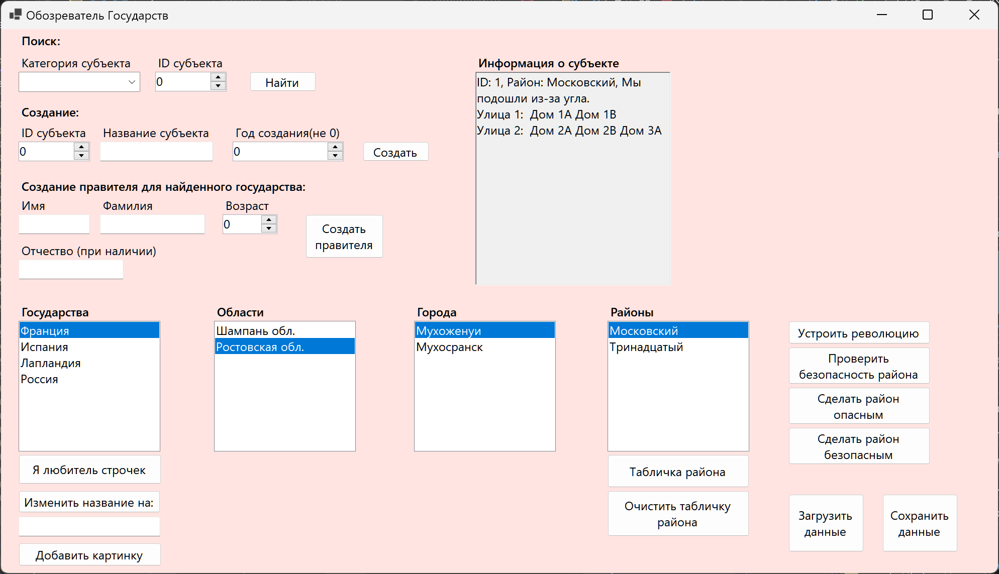 Обозреватель Государств
Поиск:
Категория субъекта
ID субъекта
0
Найти
Создание:
ID субъекта
Название субъекта
Год создания(не 0)
0
0
Создать
Создание правителя для найденного государства:
Имя
Фамилия
Возраст
0
Создать
правителя
Отчество (при наличии)
Информация о субъекте
ID: 1, Район: Московский, Мы
подошли из-за угла.
Улица 1:  Дом 1А Дом 1В
Улица 2:  Дом 2А Дом 2В Дом 3А
Государства
Франция
Испания
Лапландия
Россия
Области
Шампань обл.
Ростовская обл.
Города
Мухоженуи
Мухосранск
Районы
Московский
Тринадцатый
Устроить революцию
Проверить
безопасность района
Сделать район
опасным
Сделать район
безопасным
Я любитель строчек
Изменить название на:
Добавить картинку
Табличка района
Очистить табличку
района
Загрузить
данные
Сохранить
данные